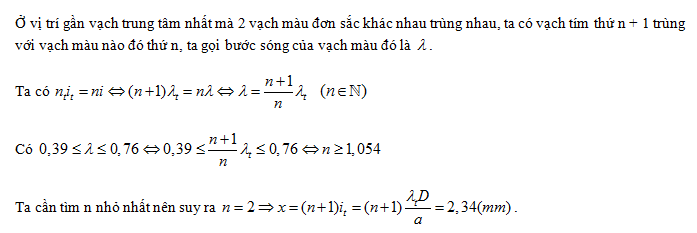 Ở vị trí gần vạch trung tâm nhất mà 2 vạch màu đơn sắc khác nhau trùng nhau, ta có vạch tím thứ n + 1 trùng
với vạch màu nào đó thứ n, ta gọi bước sóng của vạch màu đó là λ.
Ta có n_t i_t = ni ⇔ (n+1)λ_t = nλ ⇔ λ = \frac{n+1}{n} λ_t (n ∈ ℕ)
Có 0,39 ≤ λ ≤ 0,76 ⇔ 0,39 ≤ \frac{n+1}{n} λ_t ≤ 0,76 ⇔ n ≥ 1,054
Ta cần tìm n nhỏ nhất nên suy ra n = 2 ⇒ x = (n+1)i_t = (n+1) \frac{λ_t D}{a} = 2,34(mm).